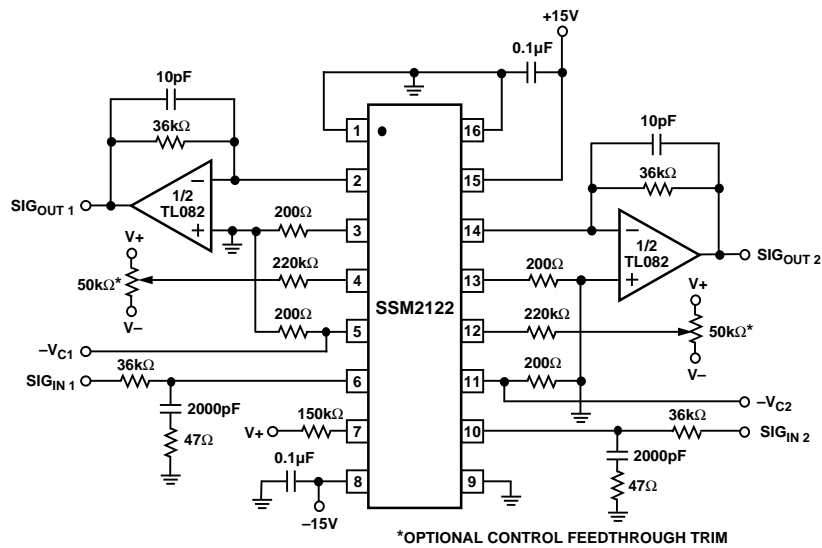 +15V
0.1µF
10pF
36kΩ
1/2
TL082
−
+
SIGOUT 1
200Ω
V+
50kΩ*
V−
220kΩ
200Ω
−VC1
SIGIN 1
36kΩ
2000pF
47Ω
V+
150kΩ
0.1µF
−15V
1
2
3
4
5
6
7
8
SSM2122
16
15
14
13
12
11
10
9
10pF
36kΩ
−
+
1/2
TL082
SIGOUT 2
200Ω
V+
220kΩ
50kΩ*
V−
200Ω
−VC2
36kΩ
SIGIN 2
2000pF
47Ω
*OPTIONAL CONTROL FEEDTHROUGH TRIM